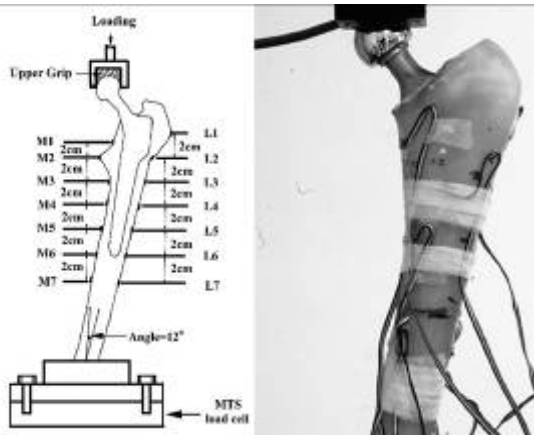 Loading
Upper Grip
M1
L1
2cm
2cm
M2
L2
2cm
2cm
M3
L3
2cm
2cm
M4
L4
2cm
2cm
M5
L5
2cm
2cm
M6
L6
2cm
2cm
M7
L7
Angle=12°
MTS
load cell